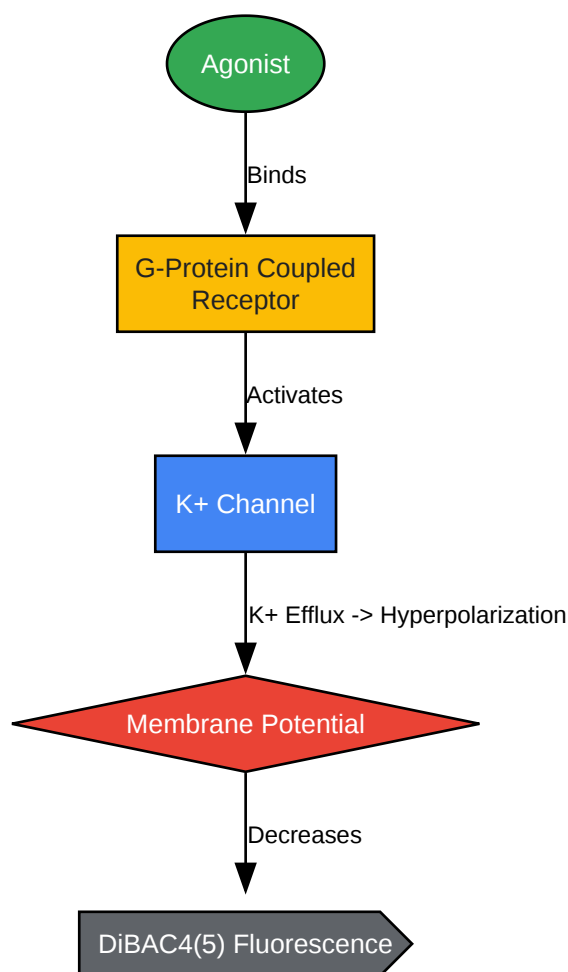 Agonist
Binds
G-Protein Coupled
Receptor
Activates
K+ Channel
K+ Efflux -> Hyperpolarization
Membrane Potential
Decreases
DiBAC4(5) Fluorescence